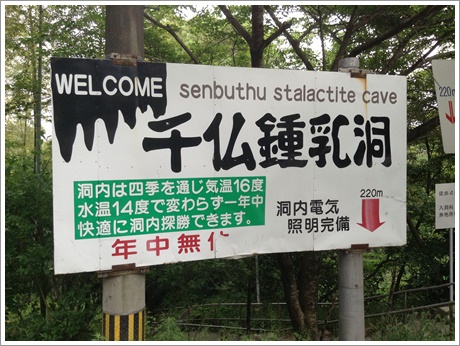 WELCOME
senbuthu stalactite cave
千仏鍾乳洞
洞内は四季を通じ気温16度
水温14度で変わらず一年中
快適に洞内探勝できます。
年中無
洞内電気
照明完備
220m
220m